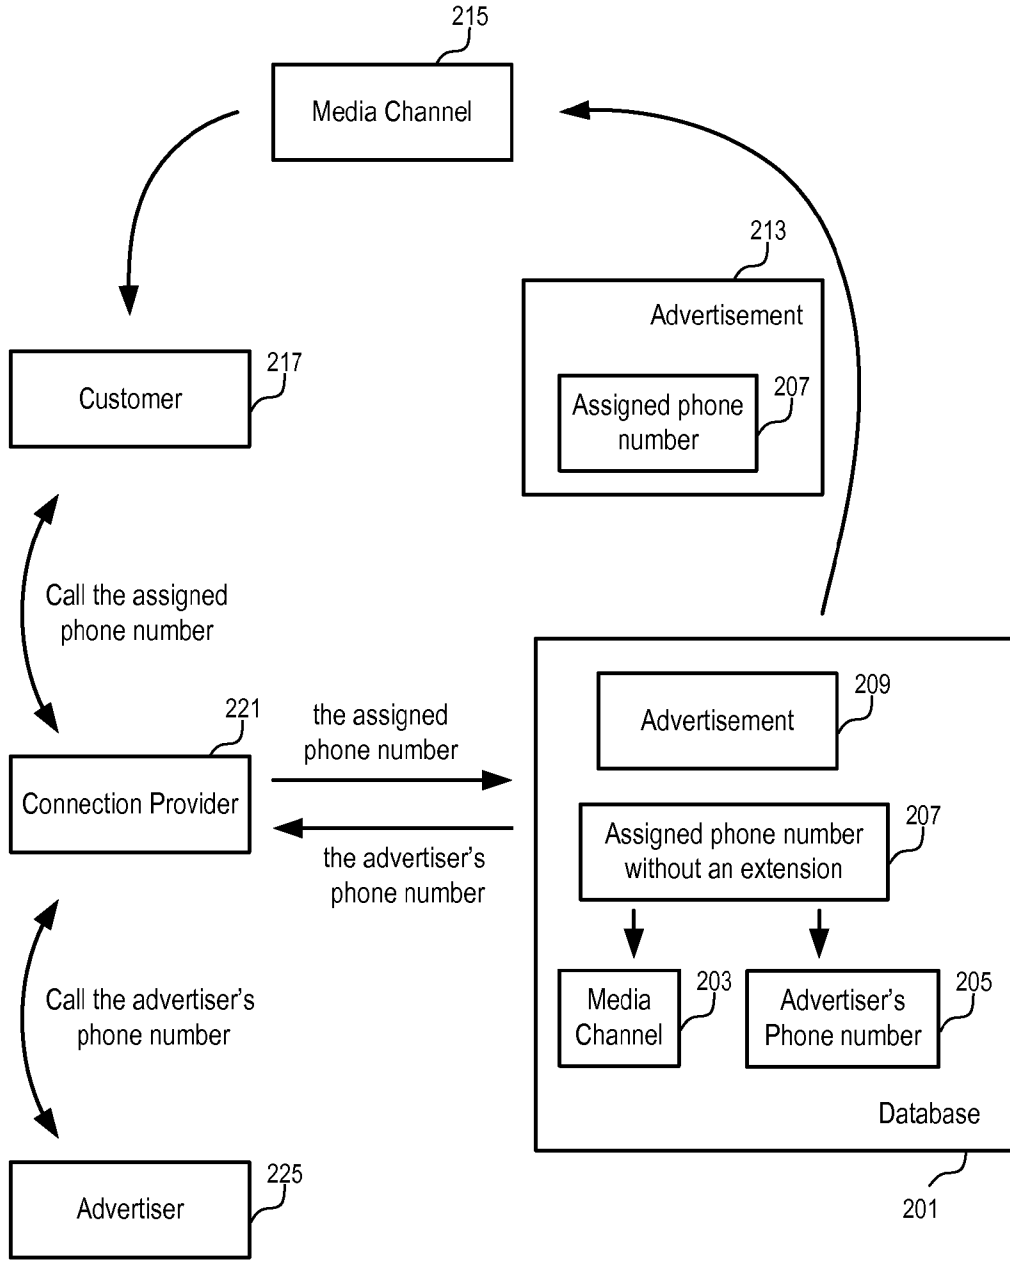 215
Media Channel
213
Advertisement
207
Assigned phone
number
217
Customer
Call the assigned
phone number
221
Connection Provider
the assigned
phone number
the advertiser's
phone number
209
Advertisement
207
Assigned phone number
without an extension
203
Media
Channel
205
Advertiser's
Phone number
Database
201
Call the advertiser's
phone number
225
Advertiser